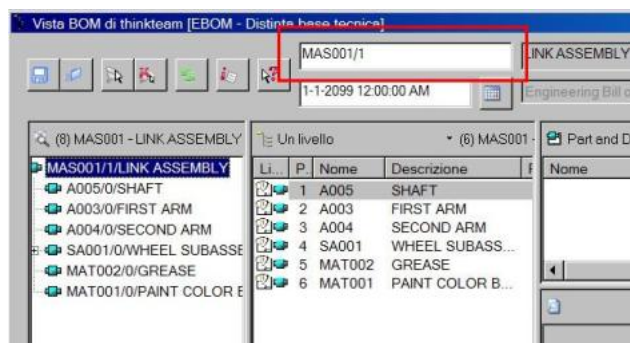 Vista BOM di thinkteam [EBOM - Distinta base tecnica]
MAS001/1
LINK ASSEMBLY
1-1-2099 12:00:00 AM
Engineering Bill o
(8) MAS001 - LINK ASSEMBLY
Un livello
(6) MAS001 -
Part and D
MAS001/1/LINK ASSEMBLY
A005/0/SHAFT
A003/0/FIRST ARM
A004/0/SECOND ARM
SA001/0/WHEEL SUBASSE
MAT002/0/GREASE
MAT001/0/PAINT COLOR B
Li... P. Nome Descrizione
1 A005 SHAFT
2 A003 FIRST ARM
3 A004 SECOND ARM
4 SA001 WHEEL SUBASS...
5 MAT002 GREASE
6 MAT001 PAINT COLOR B...
Nome